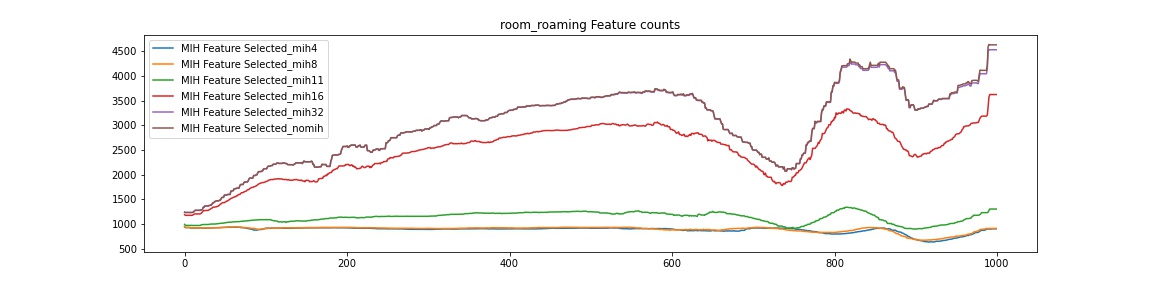 room_roaming Feature counts
MIH Feature Selected_mih4
MIH Feature Selected_mih8
MIH Feature Selected_mih11
MIH Feature Selected_mih16
MIH Feature Selected_mih32
MIH Feature Selected_nomih
4500
4000
3500
3000
2500
2000
1500
1000
500
0 200 400 600 800 1000